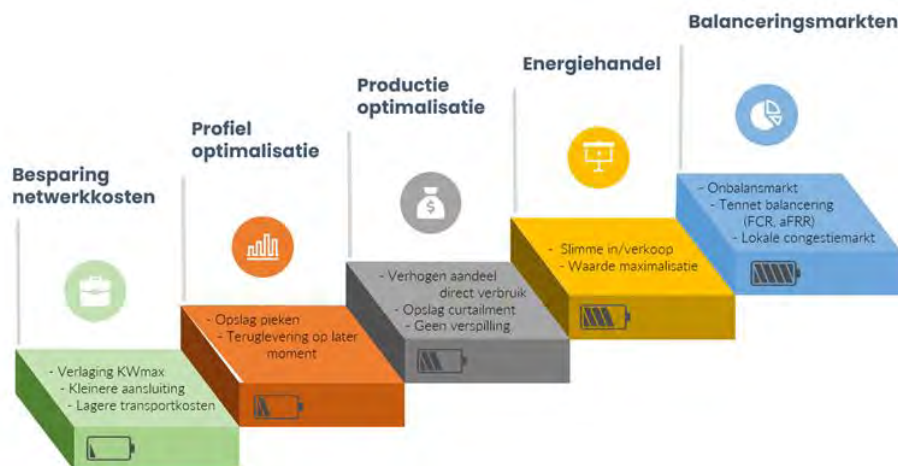 Besparing
netwerkkosten
- Verlaging KWmax
- Kleinere aansluiting
- Lagere transportkosten
Profiel
optimalisatie
- Opslag pieken
- Teruglevering op later
moment
Productie
optimalisatie
$
- Verhogen aandeel
direct verbruik
- Opslag curtailment
- Geen verspilling
Energiehandel
- Slimme in/verkoop
- Waarde maximalisatie
Balanceringsmarkten
- Onbalansmarkt
- Tennet balancering
(FCR, aFRR)
- Lokale congestiemarkt